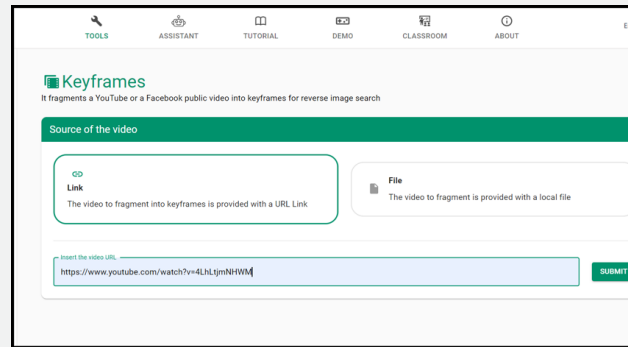 TOOLS
ASSISTANT
TUTORIAL
DEMO
CLASSROOM
ABOUT
Keyframes
It fragments a YouTube or a Facebook public video into keyframes for reverse image search
Source of the video
Link
The video to fragment into keyframes is provided with a URL Link
File
The video to fragment is provided with a local file
Insert the video URL
https://www.youtube.com/watch?v=4LhLtjmNHWM
SUBMIT